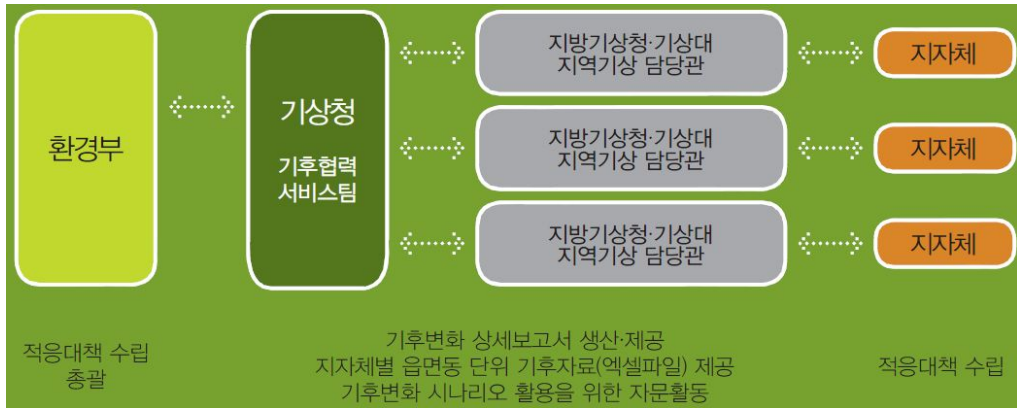 환경부
기상청
기후협력
서비스팀
지방기상청·기상대
지역기상 담당관
지자체
지방기상청·기상대
지역기상 담당관
지자체
지방기상청·기상대
지역기상 담당관
지자체
적응대책 수립
총괄
기후변화 상세보고서 생산·제공
지자체별 읍면동 단위 기후자료(엑셀파일) 제공
기후변화 시나리오 활용을 위한 자문활동
적응대책 수립